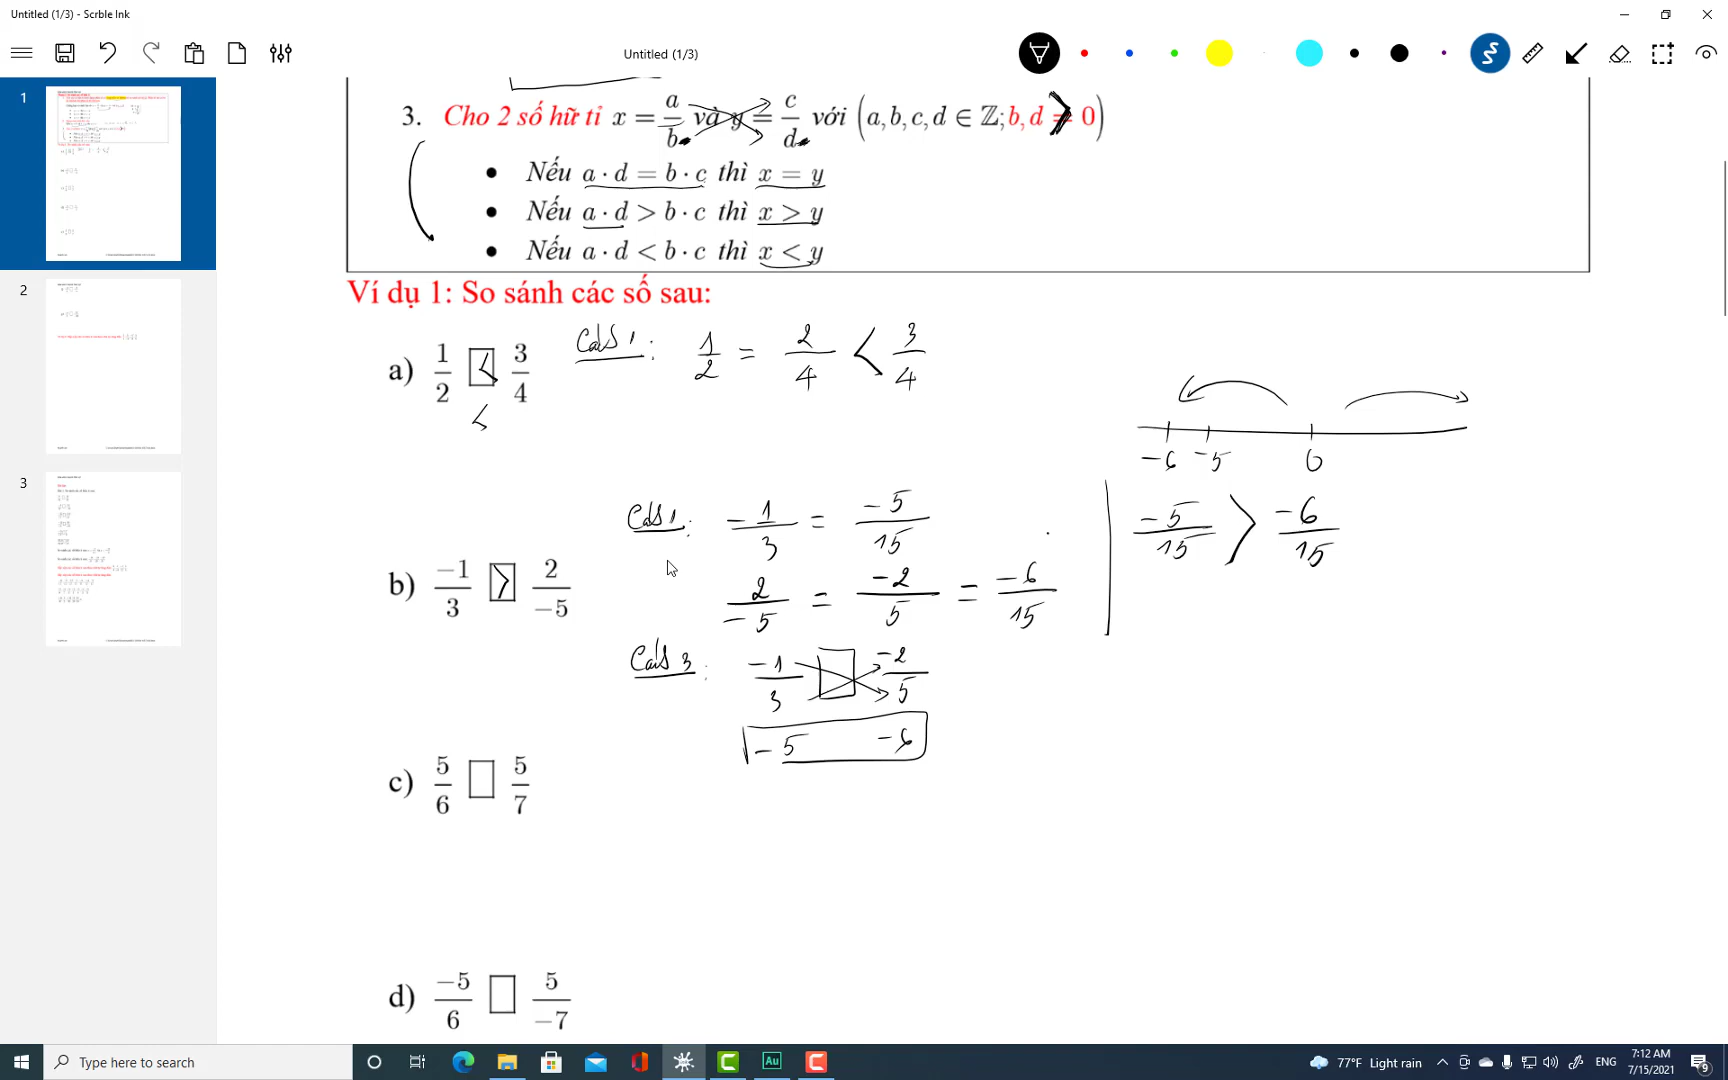 Untitled (1/3) - Scrble Ink
Untitled (1/3)
1
2
3
3. Cho 2 số hữu tỉ x = a/b và y = c/d với (a, b, c, d ∈ ℤ; b, d > 0)
• Nếu a · d = b · c thì x = y
• Nếu a · d > b · c thì x > y
• Nếu a · d < b · c thì x < y
Ví dụ 1: So sánh các số sau:
a) 1/2 < 3/4
<
Cách 1: 1/2 = 2/4 < 3/4
-6 -5 0
b) -1/3 > 2/-5
Cách 1: -1/3 = -5/15
2/-5 = -2/5 = -6/15
-5/15 > -6/15
Cách 3: -1/3 □ -2/5
-5 -6
c) 5/6 □ 5/7
d) -5/6 □ 5/-7
Type here to search
Au
77°F Light rain
ENG
7:12 AM
7/15/2021
9